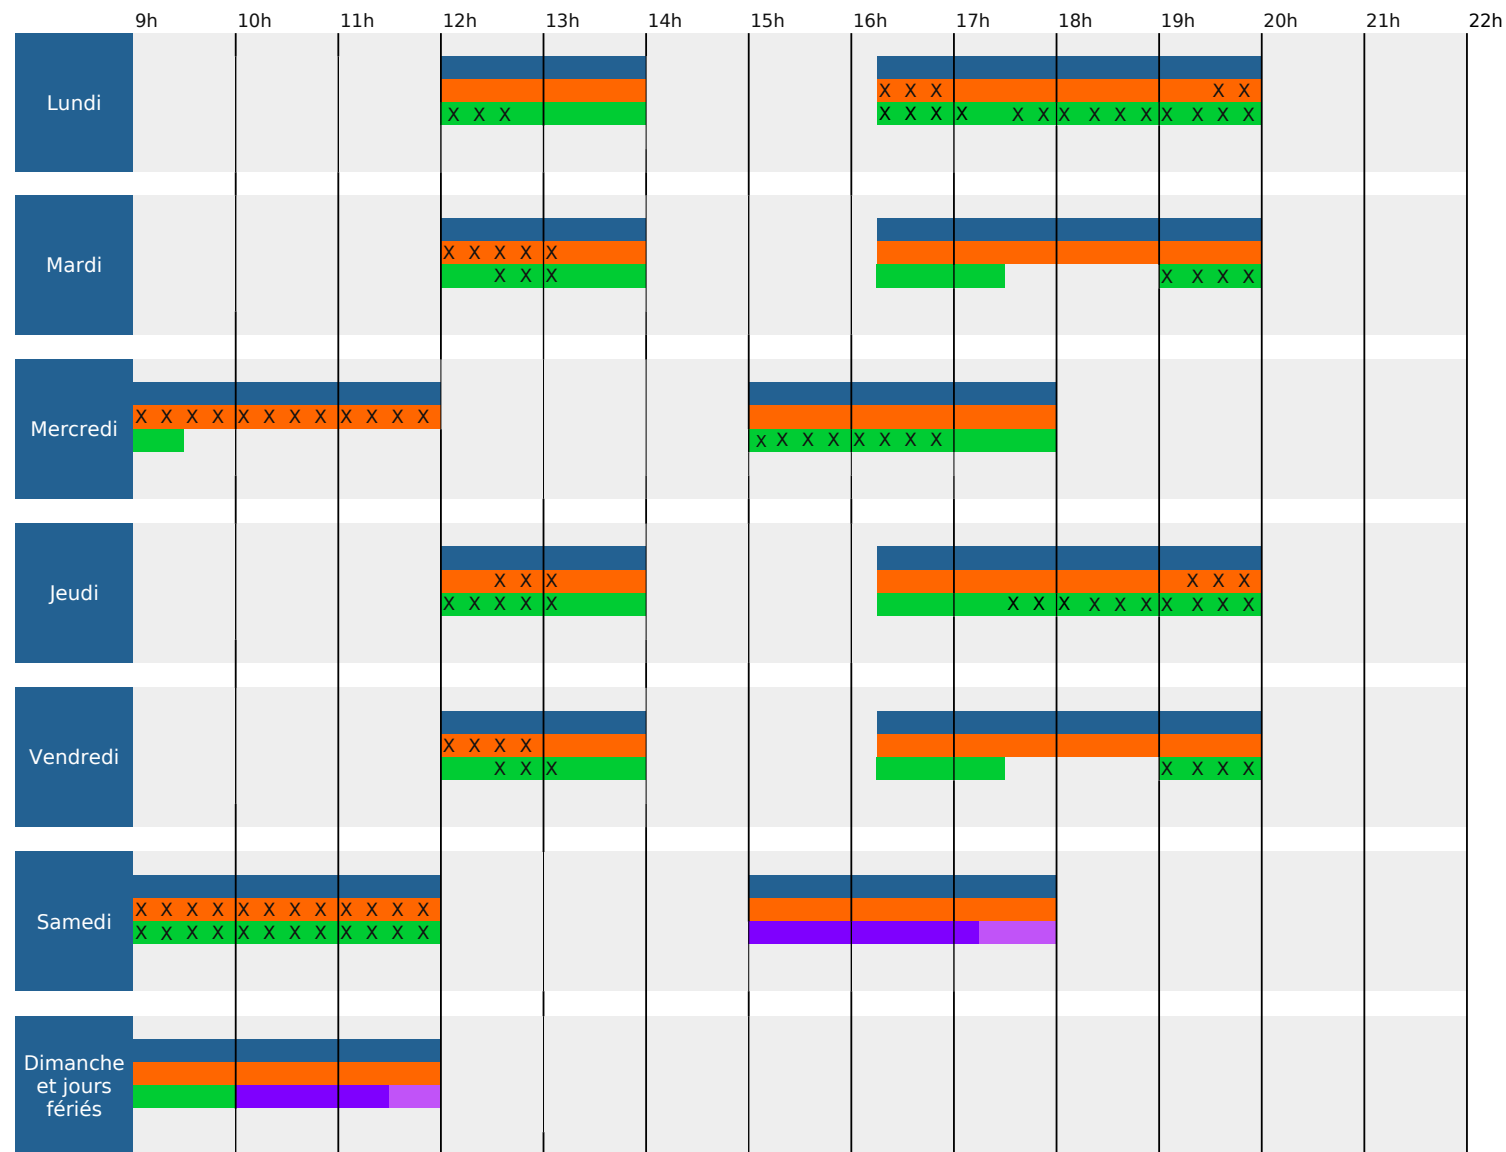 9h 10h 11h 12h 13h 14h 15h 16h 17h 18h 19h 20h 21h 22h
Lundi
X X X X X
X X X X X X X X X X X X X X X X
Mardi
X X X X X
X X X X X X X
Mercredi
X X X X X X X X X X X X
X X X X X X X X
Jeudi
X X X X X X
X X X X X X X X X X X X X X X
Vendredi
X X X X
X X X X X X X
Samedi
X X X X X X X X X X X X
X X X X X X X X X X X X
Dimanche
et jours
fériés